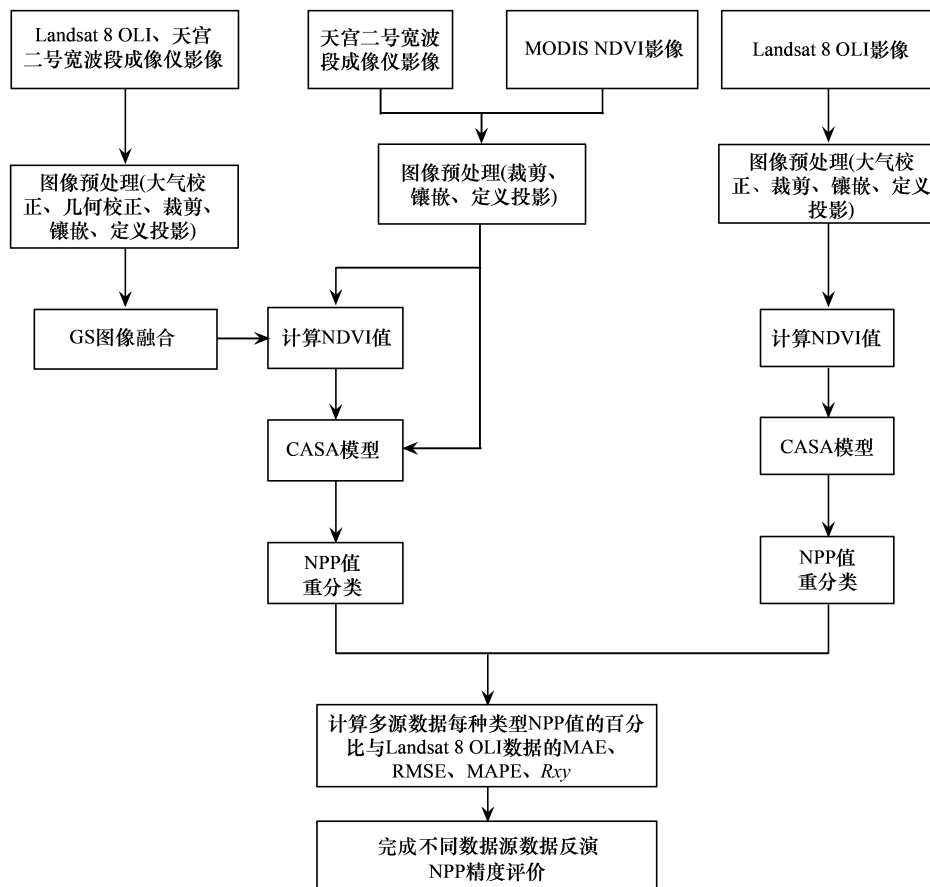 Landsat 8 OLI、天宫
二号宽波段成像仪影像
天宫二号宽波
段成像仪影像
MODIS NDVI影像
Landsat 8 OLI影像
图像预处理(大气校
正、几何校正、裁剪、
镶嵌、定义投影)
图像预处理(裁剪、
镶嵌、定义投影)
图像预处理(大气校
正、裁剪、镶嵌、定义
投影)
GS图像融合
计算NDVI值
计算NDVI值
CASA模型
CASA模型
NPP值
重分类
NPP值
重分类
计算多源数据每种类型NPP值的百分
比与Landsat 8 OLI数据的MAE、
RMSE、MAPE、Rxy
完成不同数据源数据反演
NPP精度评价